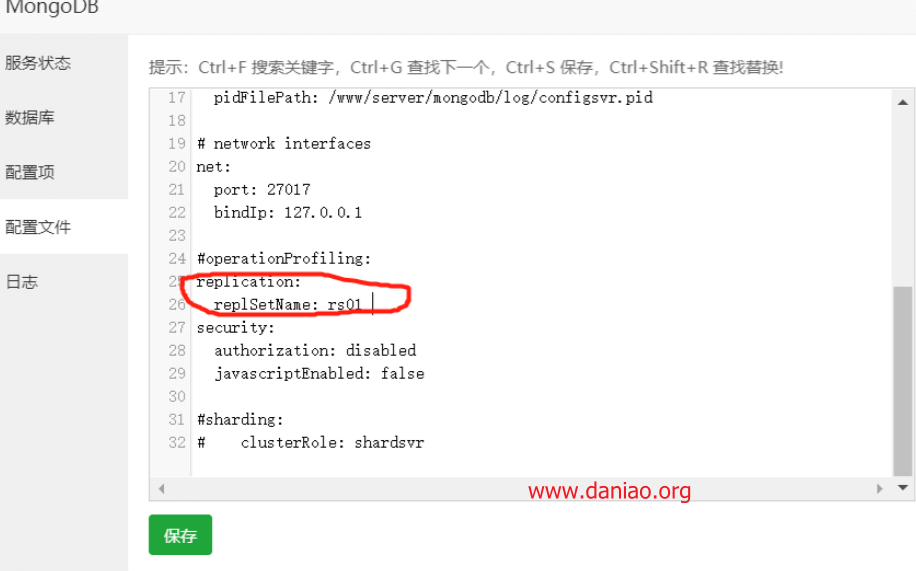 MongoDB
服务状态
数据库
配置项
配置文件
日志
提示：Ctrl+F 搜索关键字，Ctrl+G 查找下一个，Ctrl+S 保存，Ctrl+Shift+R 查找替换!
17 pidFilePath: /www/server/mongodb/log/configsvr.pid
18
19 # network interfaces
20 net:
21 port: 27017
22 bindIp: 127.0.0.1
23
24 #operationProfiling:
25 replication:
26 replSetName: rs01
27 security:
28 authorization: disabled
29 javascriptEnabled: false
30
31 #sharding:
32 # clusterRole: shardsvr
www.daniao.org
保存